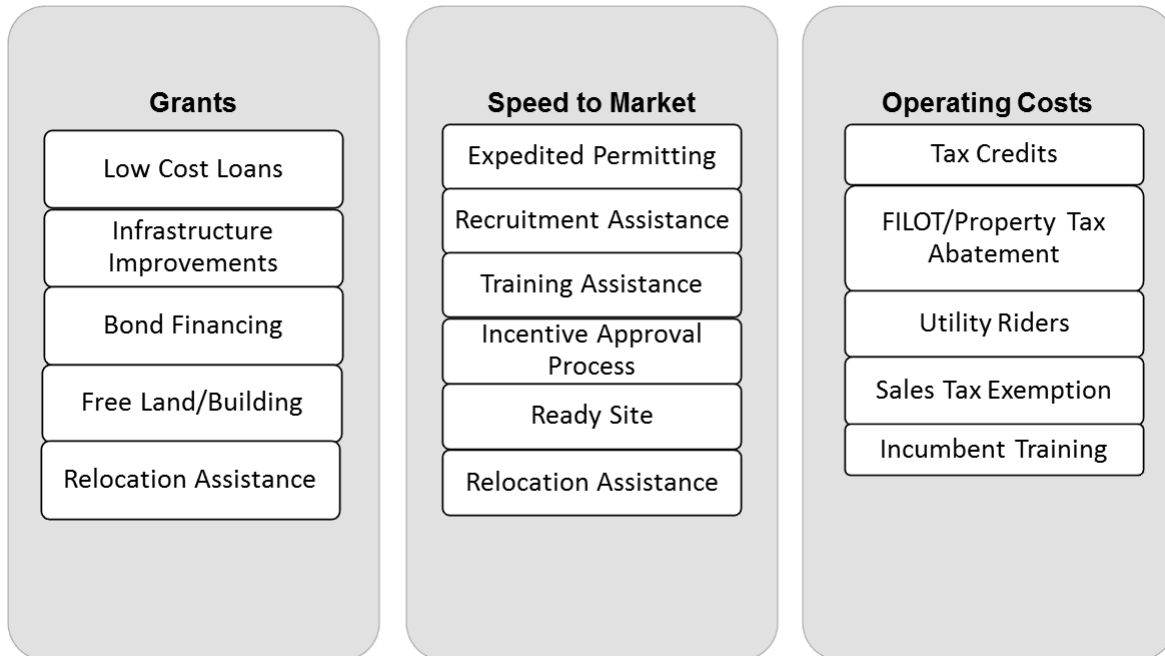 Grants
Low Cost Loans
Infrastructure
Improvements
Bond Financing
Free Land/Building
Relocation Assistance
Speed to Market
Expedited Permitting
Recruitment Assistance
Training Assistance
Incentive Approval
Process
Ready Site
Relocation Assistance
Operating Costs
Tax Credits
FILOT/Property Tax
Abatement
Utility Riders
Sales Tax Exemption
Incumbent Training